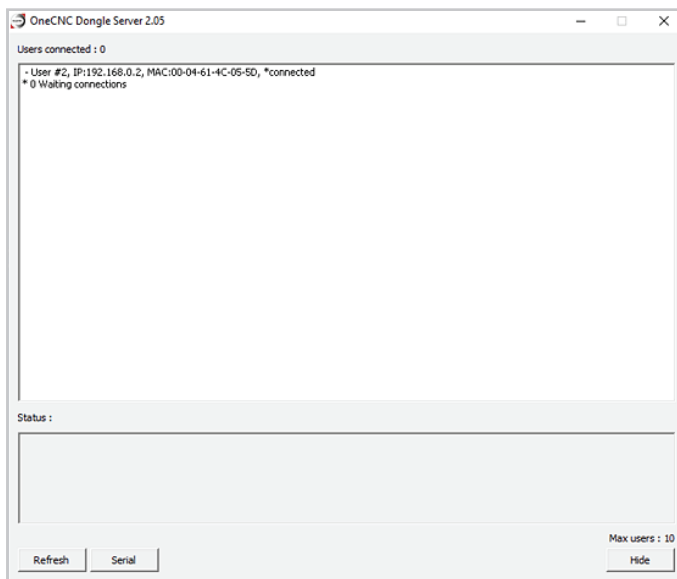 OneCNC Dongle Server 2.05
Users connected : 0
- User #2, IP:192.168.0.2, MAC:00-04-61-4C-05-5D, *connected
* 0 Waiting connections
Status :
Max users : 10
Refresh Serial Hide